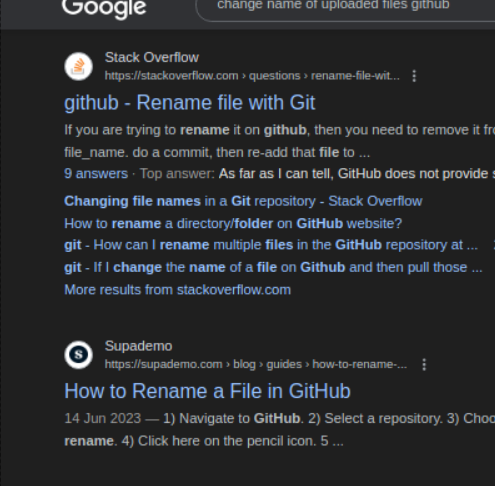 Google
change name of uploaded files github
Stack Overflow
https://stackoverflow.com › questions › rename-file-wit...
github - Rename file with Git
If you are trying to rename it on github, then you need to remove it
file_name. do a commit, then re-add that file to ...
9 answers · Top answer: As far as I can tell, GitHub does not provide
Changing file names in a Git repository - Stack Overflow
How to rename a directory/folder on GitHub website?
git - How can I rename multiple files in the GitHub repository at ...
git - If I change the name of a file on Github and then pull those ...
More results from stackoverflow.com
S
Supademo
https://supademo.com › blog › guides › how-to-rename-...
How to Rename a File in GitHub
14 Jun 2023 — 1) Navigate to GitHub. 2) Select a repository. 3)
rename. 4) Click here on the pencil icon. 5 ...